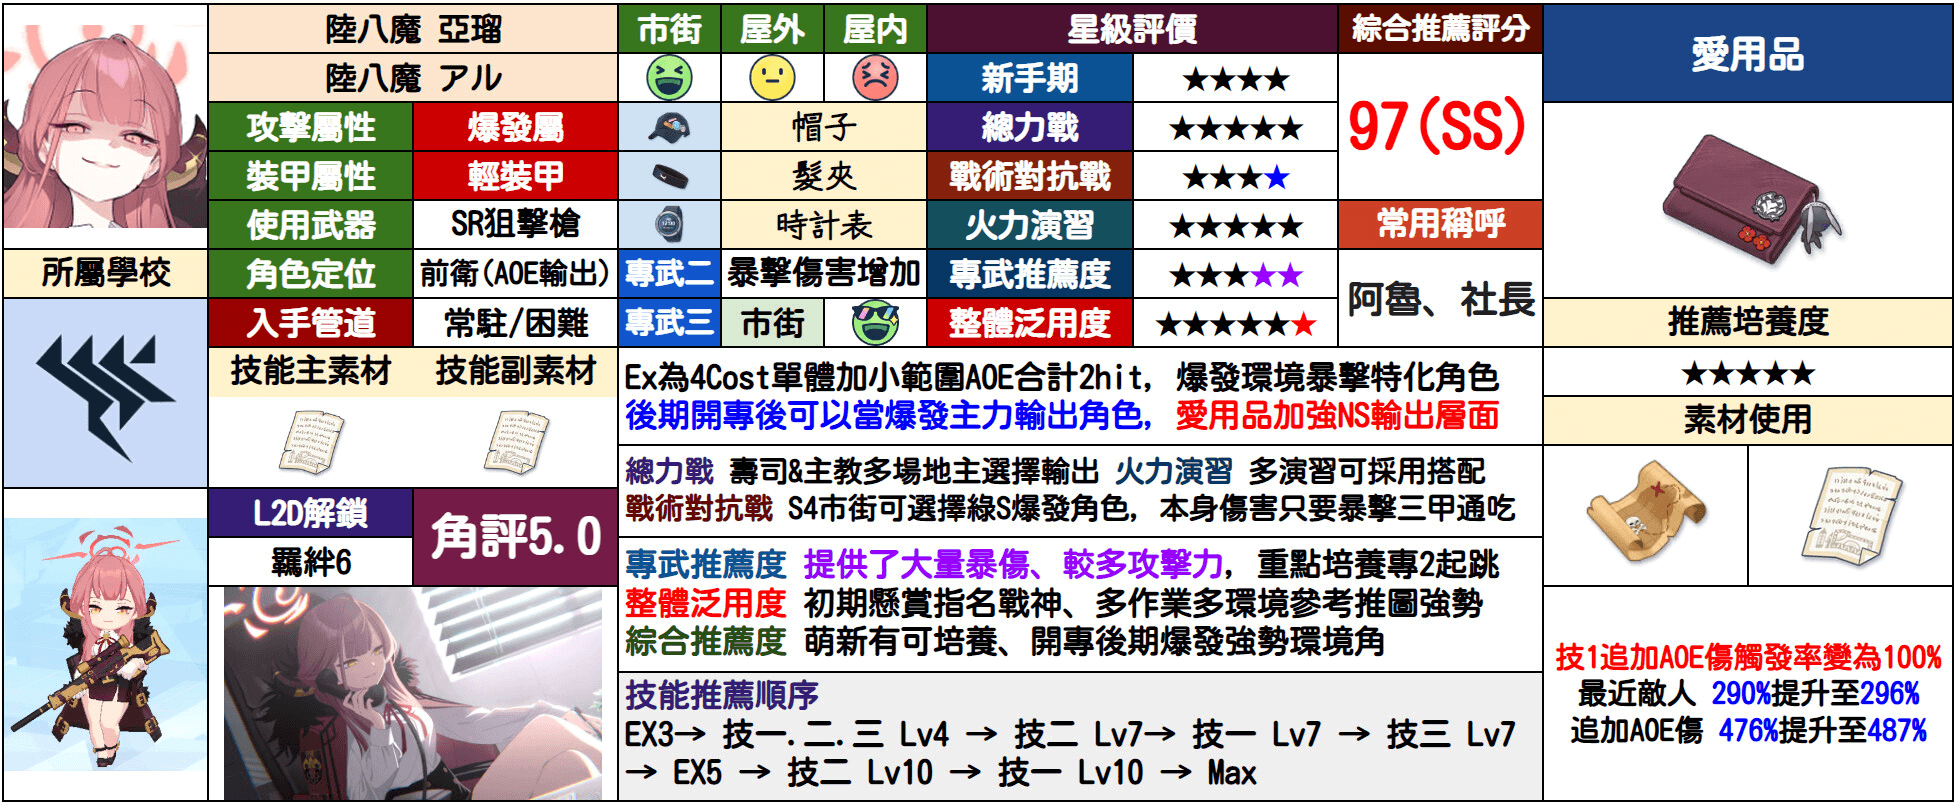 陸八魔 亞瑠
市街
屋外
屋內
星級評價
綜合推薦評分
愛用品
陸八魔 アル
新手期
★★★★
97(SS)
攻擊屬性
爆發屬
帽子
總力戰
★★★★★
裝甲屬性
輕裝甲
髮夾
戰術對抗戰
★★★★
使用武器
SR狙擊槍
時計表
火力演習
★★★★★
常用稱呼
所屬學校
角色定位
前衛(AOE輸出)
專武二
暴擊傷害增加
專武推薦度
★★★★★
阿魯、社長
入手管道
常駐/困難
專武三
市街
整體泛用度
★★★★★★
推薦培養度
★★★★★
技能主素材
技能副素材
Ex為4Cost單體加小範圍AOE合計2hit, 爆發環境暴擊特化角色
後期開專後可以當爆發主力輸出角色, 愛用品加強NS輸出層面
素材使用
總力戰 壽司&主教多場地主選擇輸出 火力演習 多演習可採用搭配
戰術對抗戰 S4市街可選擇綠S爆發角色, 本身傷害只要暴擊三甲通吃
L2D解鎖
羈絆6
角評5.0
專武推薦度 提供了大量暴傷、較多攻擊力, 重點培養專2起跳
整體泛用度 初期懸賞指名戰神、多作業多環境參考推圖強勢
綜合推薦度 萌新有可培養、開專後期爆發強勢環境角
技能推薦順序
EX3→ 技一.二.三 Lv4 → 技二 Lv7→ 技一 Lv7 → 技三 Lv7
→ EX5 → 技二 Lv10 → 技一 Lv10 → Max
技1追加AOE傷觸發率變為100%
最近敵人 290%提升至296%
追加AOE傷 476%提升至487%